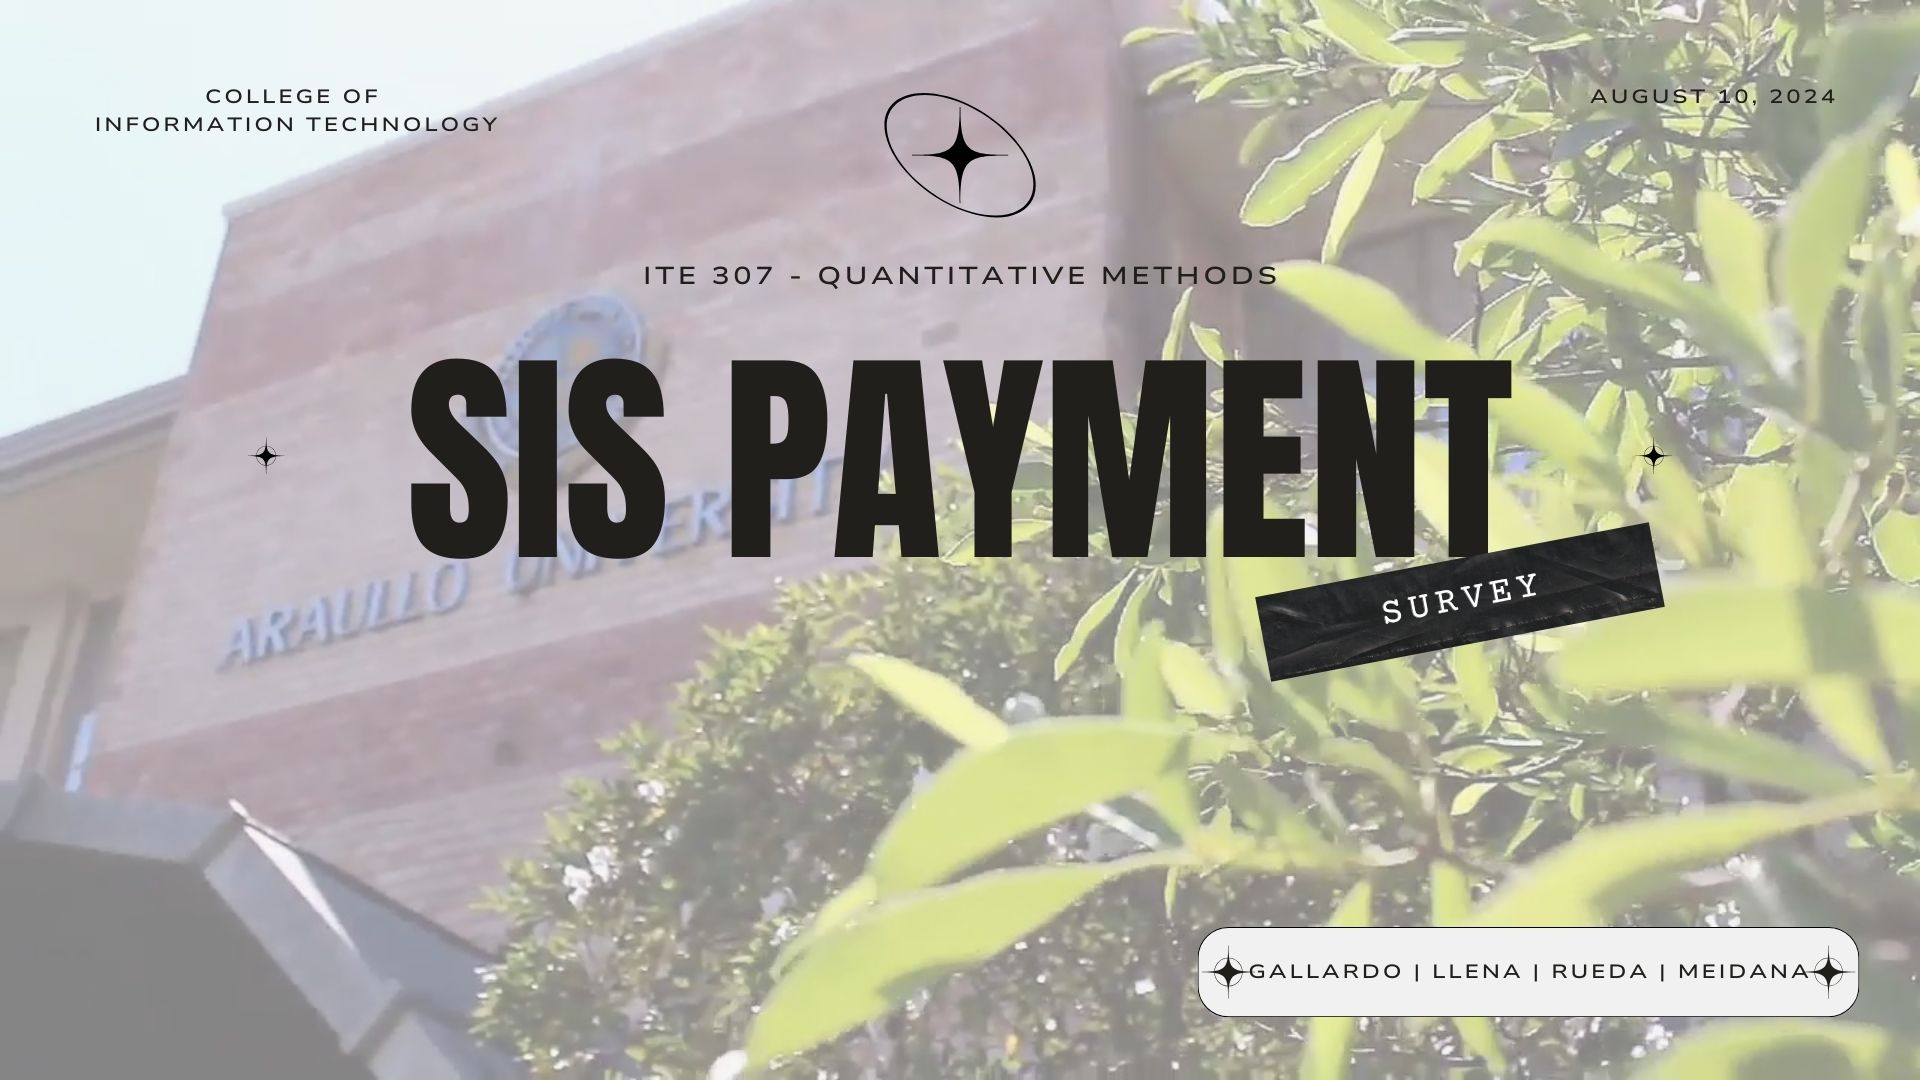 COLLEGE OF
INFORMATION TECHNOLOGY
AUGUST 10, 2024
ITE 307 - QUANTITATIVE METHODS
SIS PAYMENT
SURVEY
ARAULLO UNIVERSITY
GALLARDO | LLENA | RUEDA | MEIDANA